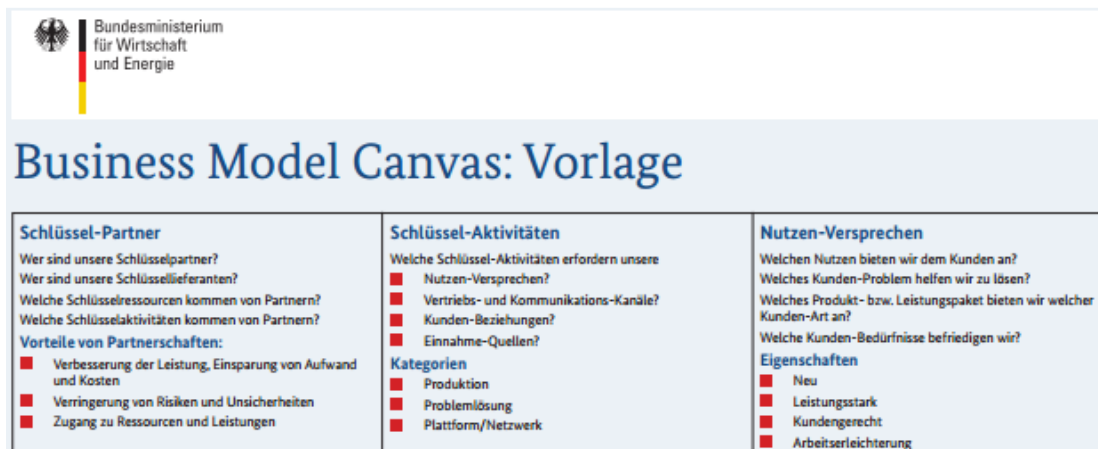 Bundesministerium
für Wirtschaft
und Energie
Business Model Canvas: Vorlage
Schlüssel-Partner
Wer sind unsere Schlüsselpartner?
Wer sind unsere Schlüssellieferanten?
Welche Schlüsselressourcen kommen von Partnern?
Welche Schlüsselaktivitäten kommen von Partnern?
Vorteile von Partnerschaften:
Verbesserung der Leistung, Einsparung von Aufwand
und Kosten
Verringerung von Risiken und Unsicherheiten
Zugang zu Ressourcen und Leistungen
Schlüssel-Aktivitäten
Welche Schlüssel-Aktivitäten erfordern unsere
Nutzen-Versprechen?
Vertriebs- und Kommunikations-Kanäle?
Kunden-Beziehungen?
Einnahme-Quellen?
Kategorien
Produktion
Problemlösung
Plattform/Netzwerk
Nutzen-Versprechen
Welchen Nutzen bieten wir dem Kunden an?
Welches Kunden-Problem helfen wir zu lösen?
Welches Produkt- bzw. Leistungspaket bieten wir welcher
Kunden-Art an?
Welche Kunden-Bedürfnisse befriedigen wir?
Eigenschaften
Neu
Leistungsstark
Kundengerecht
Arbeitserleichterung